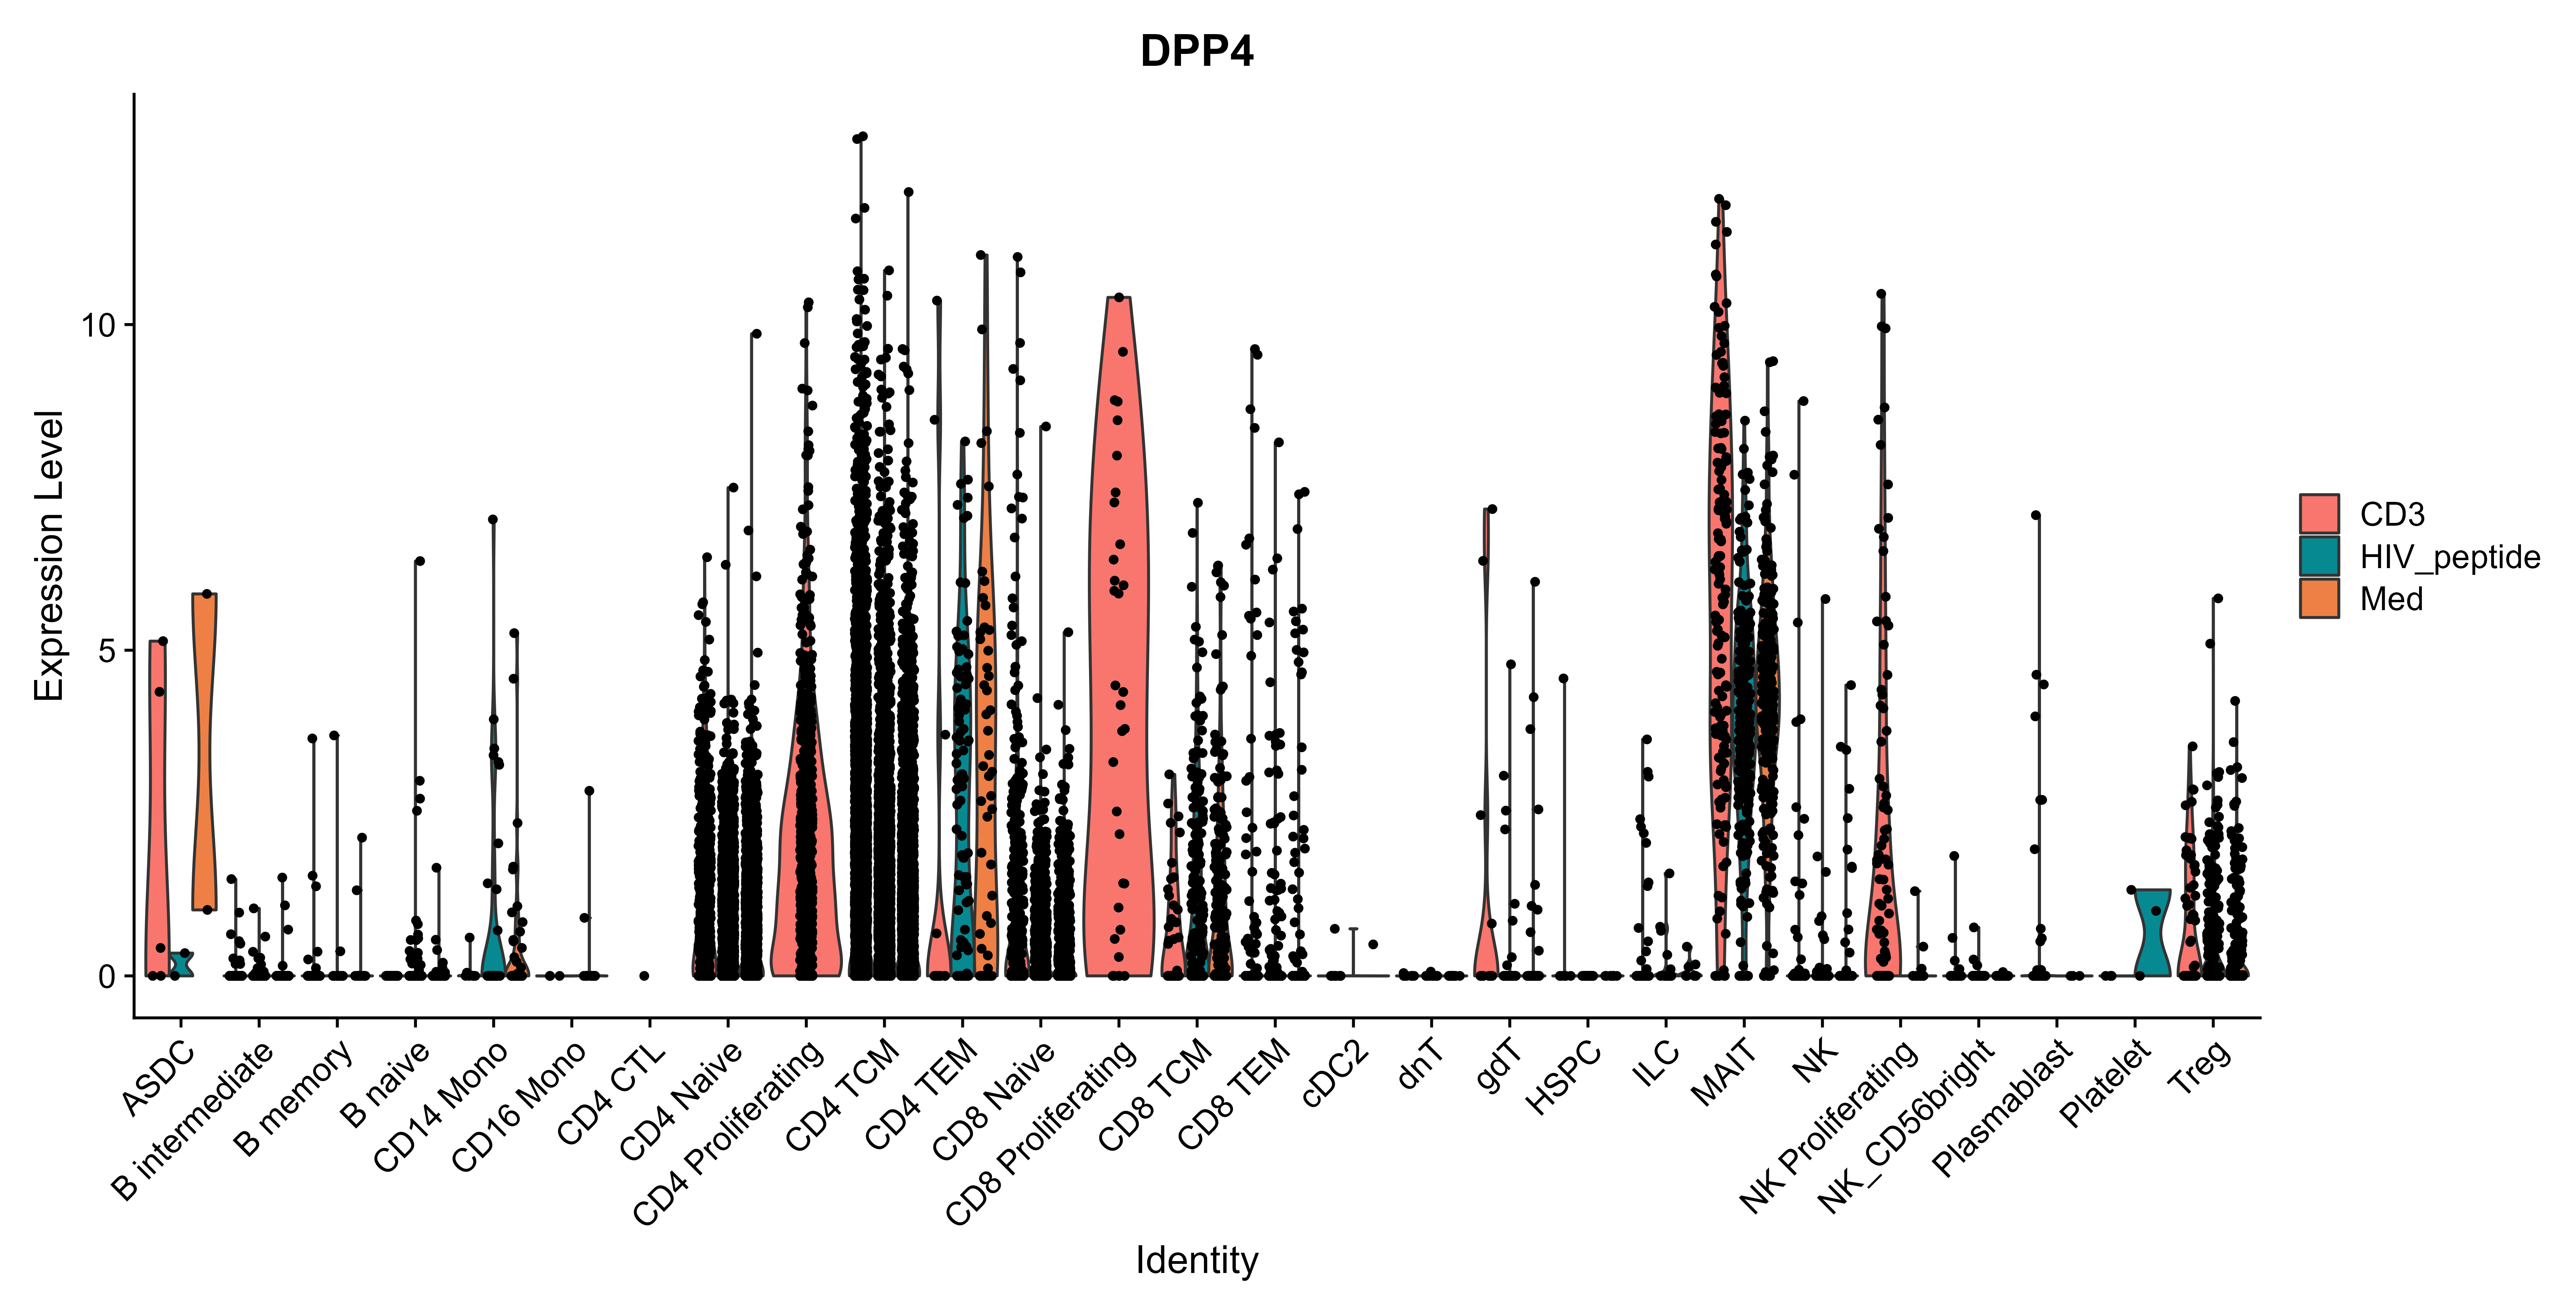 DPP4
Expression Level
10
5
0
CD3
HIV_peptide
Med
ASDC
B intermediate
B memory
B naive
CD14 Mono
CD16 Mono
CD4 CTL
CD4 Naive
CD4 Proliferating
CD4 TCM
CD4 TEM
CD8 Naive
CD8 Proliferating
CD8 TCM
CD8 TEM
cDC2
dnT
gdT
HSPC
ILC
MAIT
NK
NK Proliferating
NK_CD56bright
Plasmablast
Platelet
Treg
Identity